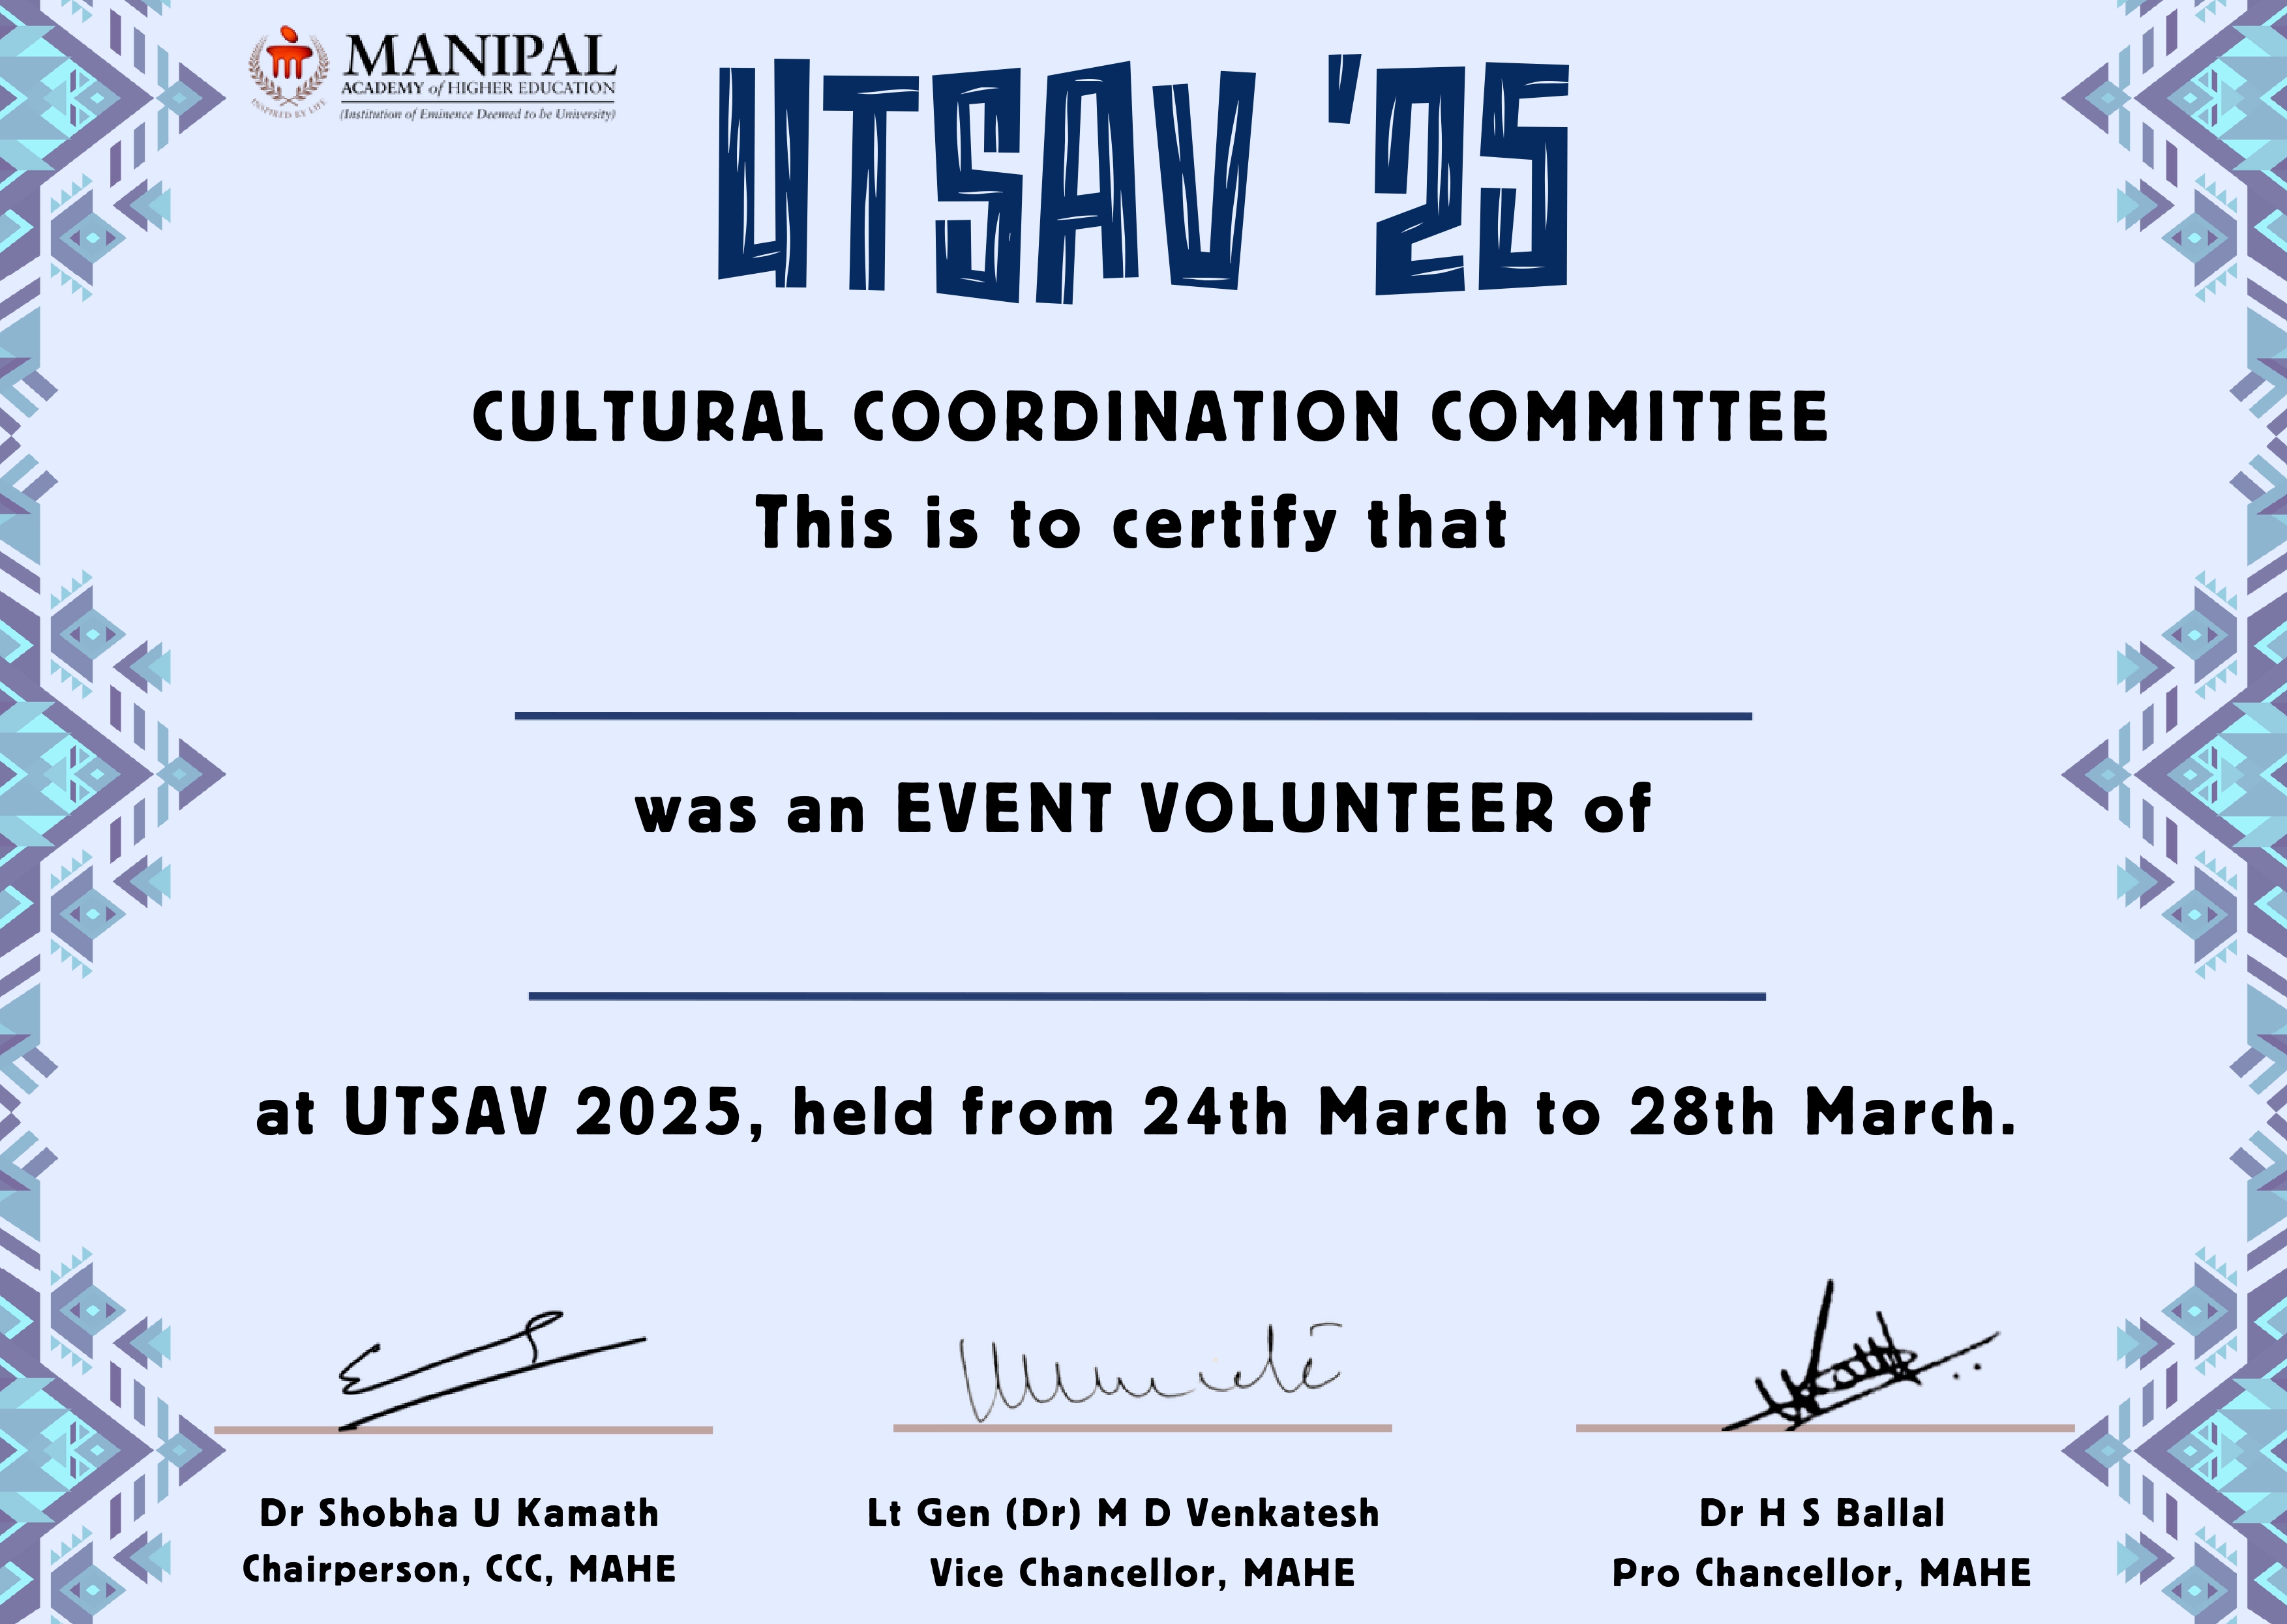 MANIPAL
ACADEMY of HIGHER EDUCATION
(Institution of Eminence Deemed to be University)
INSPIRED BY LIFE
UTSAV '25
CULTURAL COORDINATION COMMITTEE
This is to certify that
was an EVENT VOLUNTEER of
at UTSAV 2025, held from 24th March to 28th March.
Dr Shobha U Kamath
Chairperson, CCC, MAHE
Lt Gen (Dr) M D Venkatesh
Vice Chancellor, MAHE
Dr H S Ballal
Pro Chancellor, MAHE